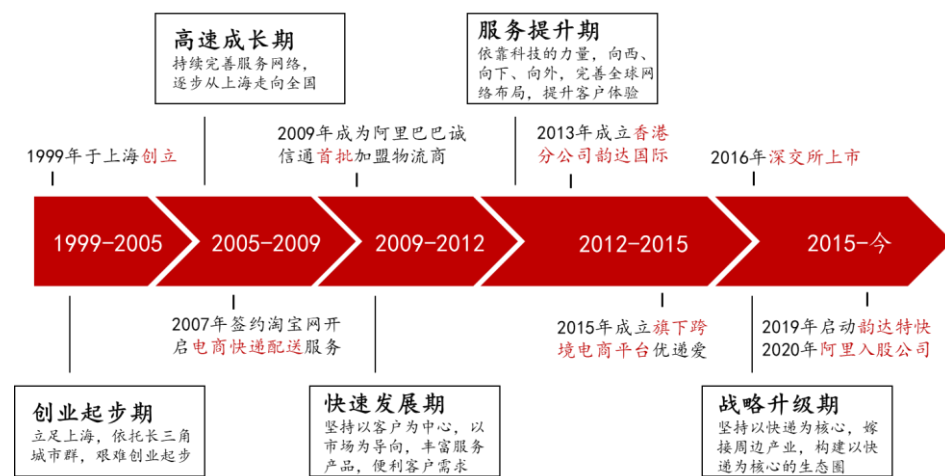 高速成长期
持续完善服务网络，
逐步从上海走向全国
服务提升期
依靠科技的力量，向西、
向下、向外，完善全球网
络布局，提升客户体验
1999年于上海创立
2009年成为阿里巴巴诚
信通首批加盟物流商
2013年成立香港
分公司韵达国际
2016年深交所上市
1999-2005
2005-2009
2009-2012
2012-2015
2015-今
2007年签约淘宝网开
启电商快递配送服务
2015年成立旗下跨
境电商平台优递爱
2019年启动韵达特快
2020年阿里入股公司
创业起步期
立足上海，依托长三角
城市群，艰难创业起步
快速发展期
坚持以客户为中心，以
市场为导向，丰富服务
产品，便利客户需求
战略升级期
坚持以快递为核心，嫁
接周边产业，构建以快
递为核心的生态圈